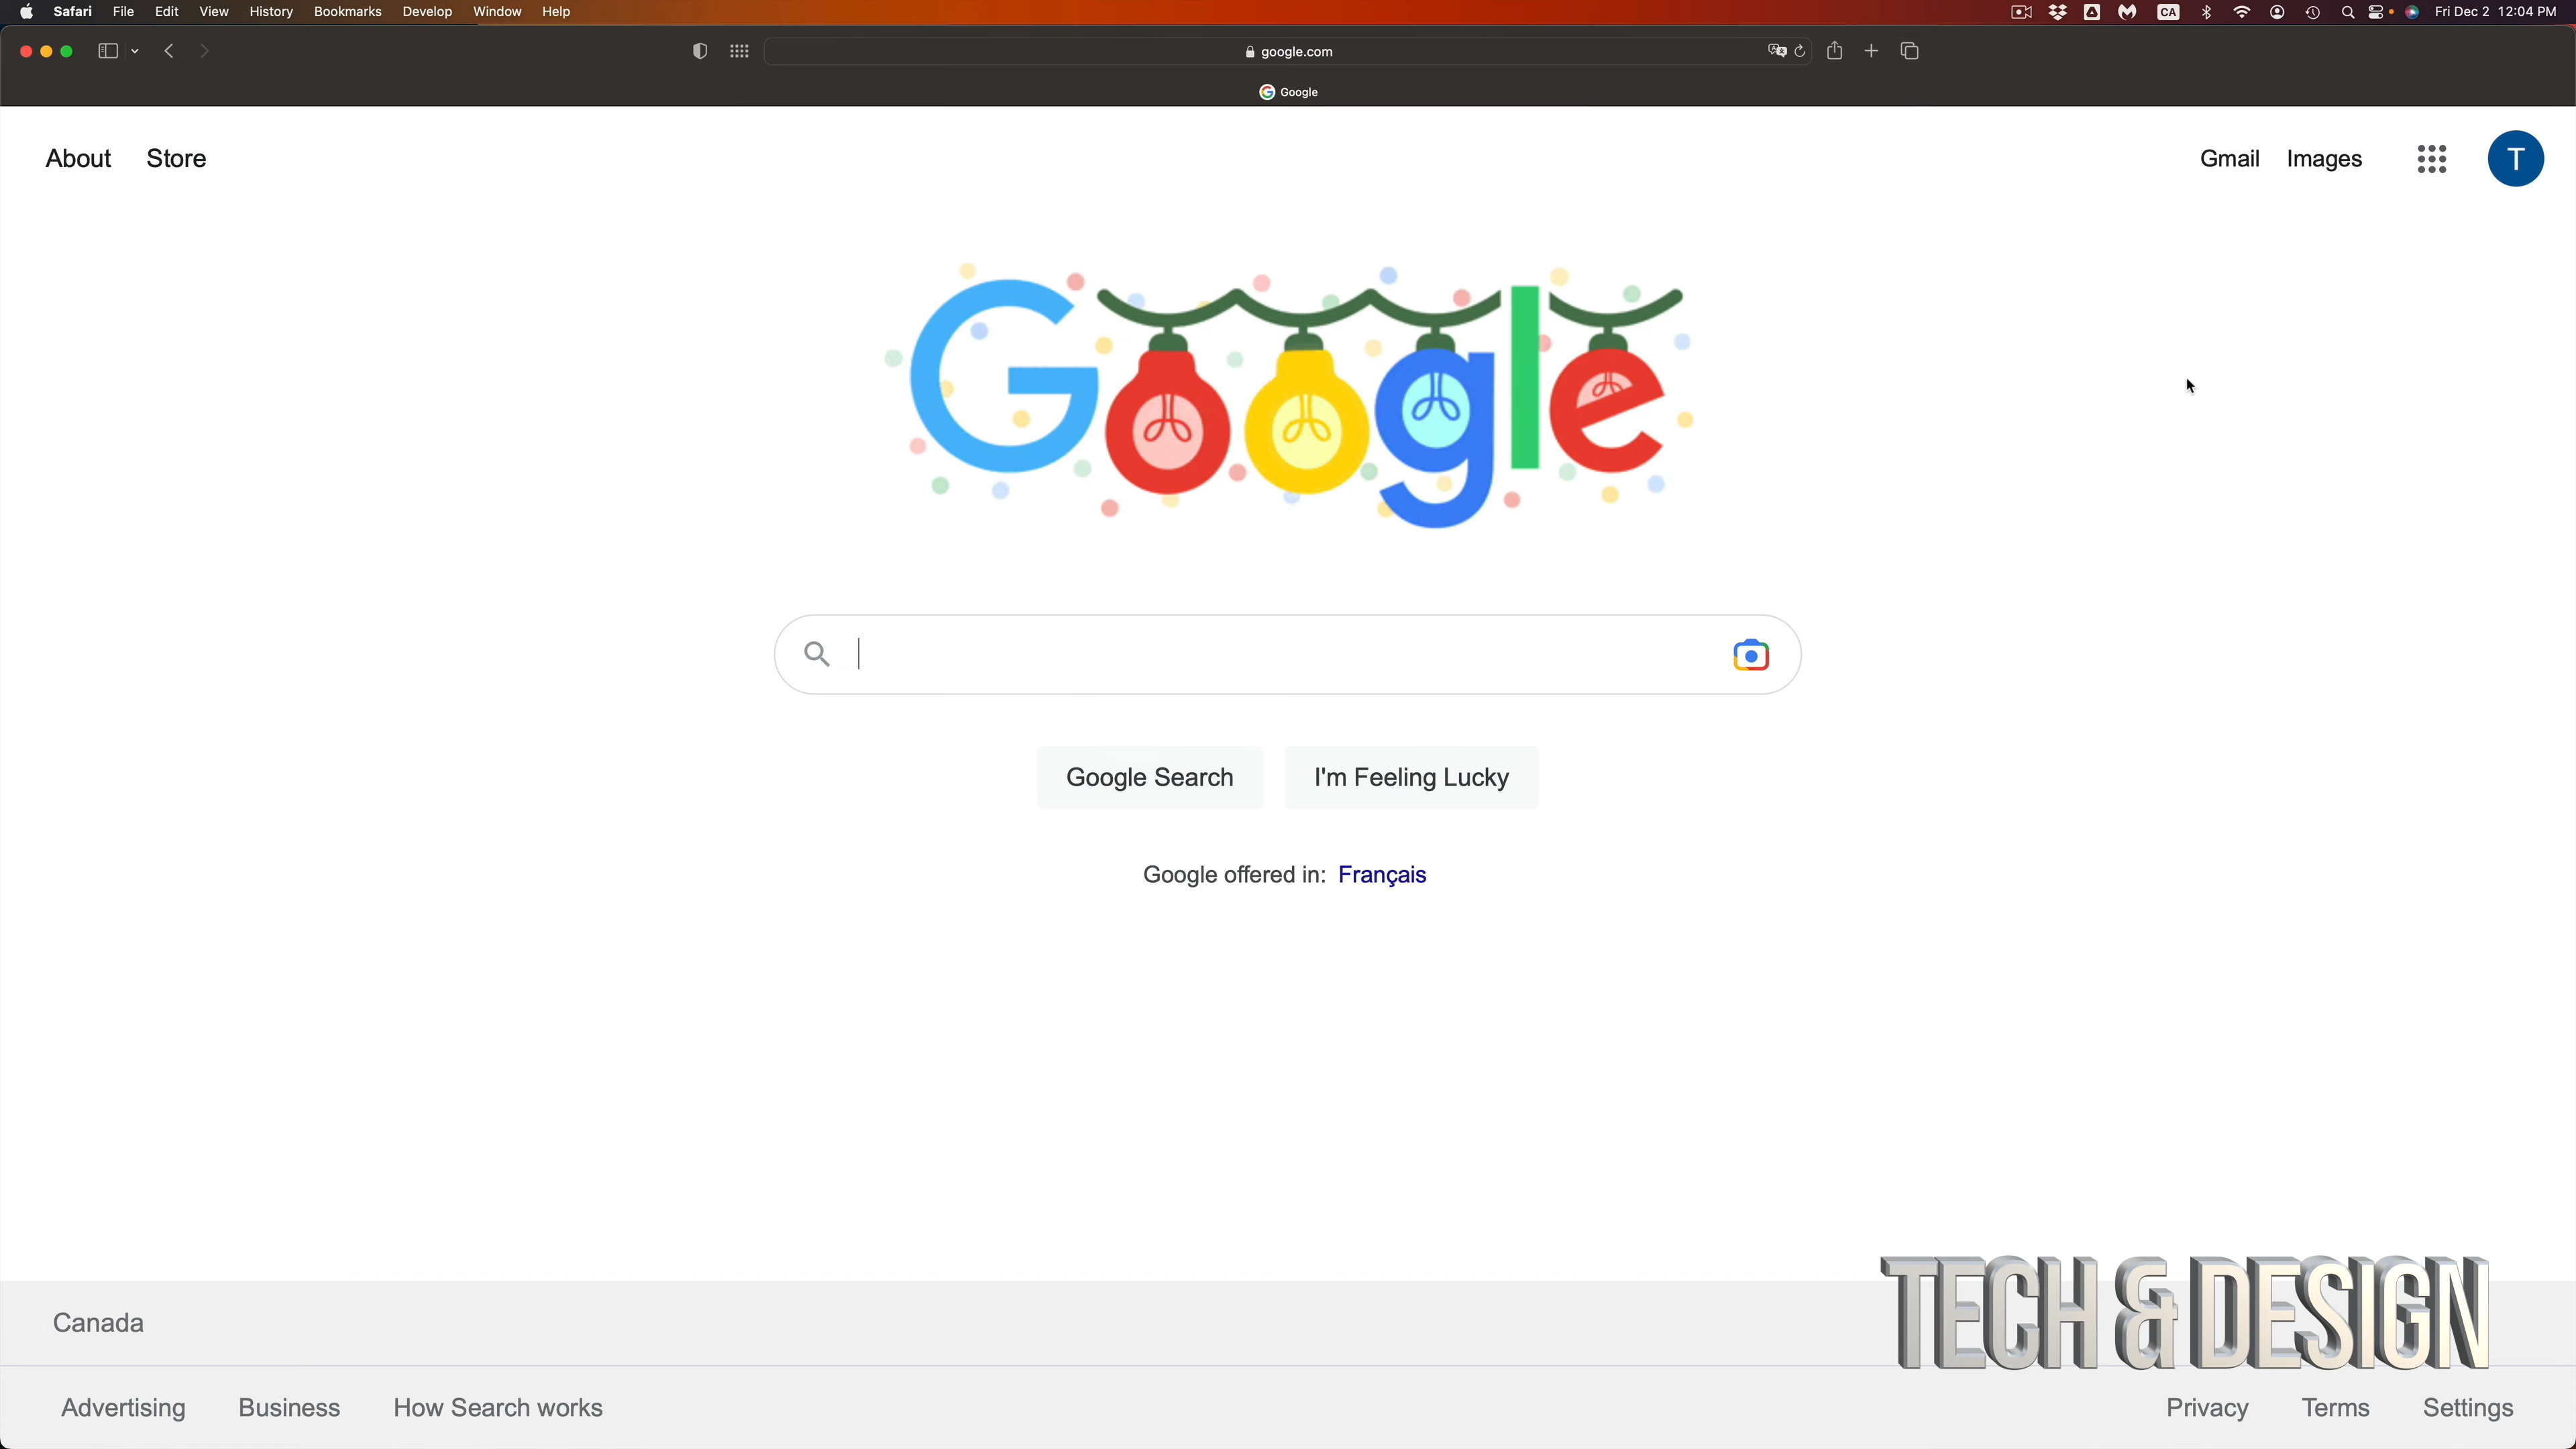 Safari File Edit View History Bookmarks Develop Window Help CA Fri Dec 2 12:04 PM
google.com
G Google
About Store Gmail Images T
Google
Google Search I'm Feeling Lucky
Google offered in: Français
TECH & DESIGN
Canada
Advertising Business How Search works Privacy Terms Settings